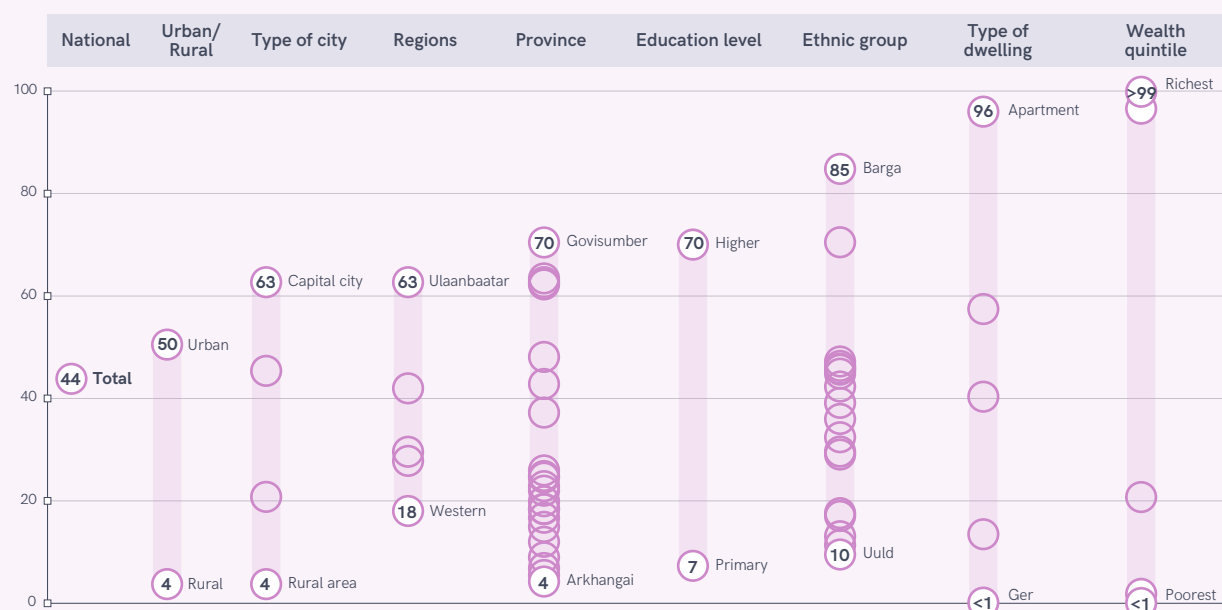 National
Urban/
Rural
Type of city
Regions
Province
Education level
Ethnic group
Type of
dwelling
Wealth
quintile
100
>99 Richest
96 Apartment
85 Barga
80
70 Govisumber
70 Higher
63 Capital city
63 Ulaanbaatar
60
50 Urban
44 Total
40
20
18 Western
10 Uuld
7 Primary
4 Rural
4 Rural area
4 Arkhangai
<1 Ger
<1 Poorest
0